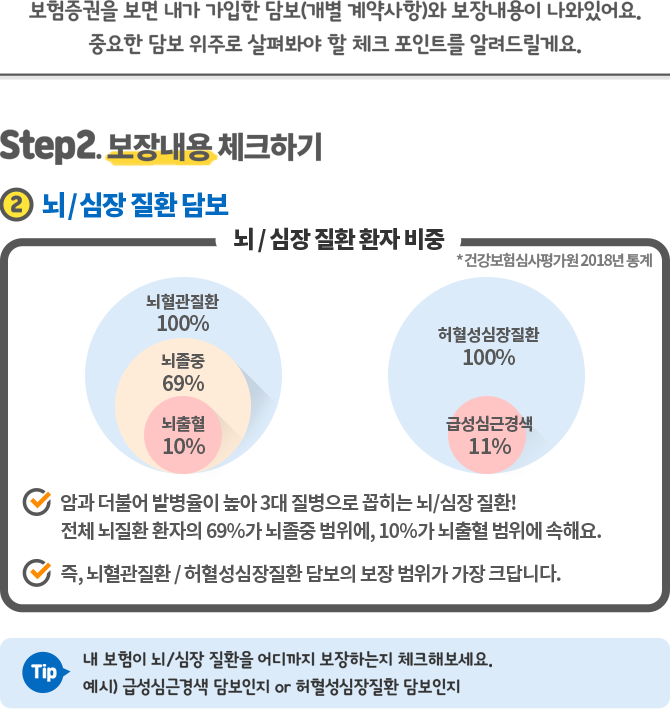 보험증권을 보면 내가 가입한 담보(개별 계약사항)와 보장내용이 나와있어요.
중요한 담보 위주로 살펴봐야 할 체크 포인트를 알려드릴게요.
Step2. 보장내용 체크하기
2 뇌/심장 질환 담보
뇌 / 심장 질환 환자 비중
*건강보험심사평가원 2018년 통계
뇌혈관질환
100%
뇌졸중
69%
뇌출혈
10%
허혈성심장질환
100%
급성심근경색
11%
암과 더불어 발병율이 높아 3대 질병으로 꼽히는 뇌/심장 질환!
전체 뇌질환 환자의 69%가 뇌졸중 범위에, 10%가 뇌출혈 범위에 속해요.
즉, 뇌혈관질환 / 허혈성심장질환 담보의 보장 범위가 가장 크답니다.
Tip
내 보험이 뇌/심장 질환을 어디까지 보장하는지 체크해보세요.
예시) 급성심근경색 담보인지 or 허혈성심장질환 담보인지